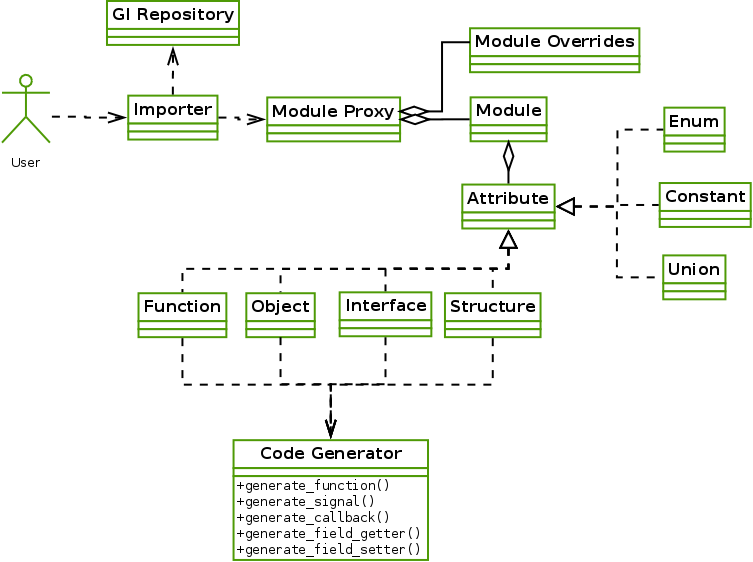 GI Repository
Module Overrides
Importer
Module Proxy
Module
Enum
User
Attribute
Constant
Union
Function
Object
Interface
Structure
Code Generator
+generate_function()
+generate_signal()
+generate_callback()
+generate_field_getter()
+generate_field_setter()